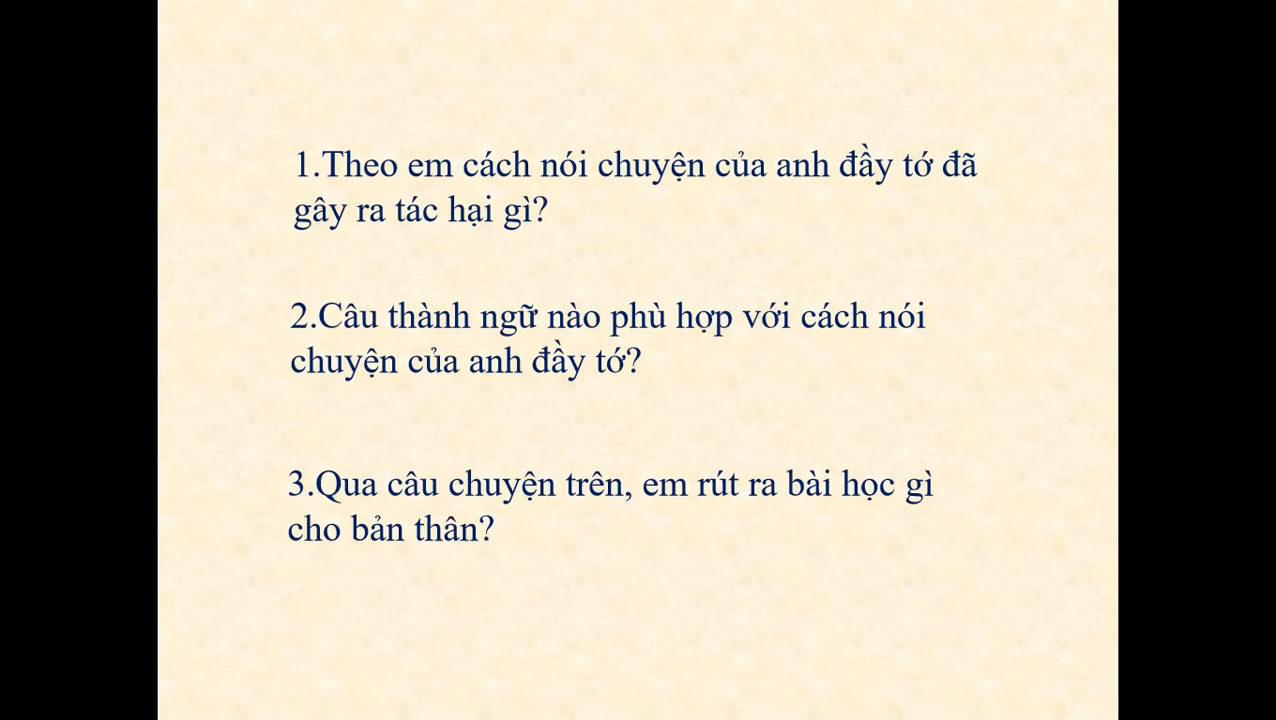 1.Theo em cách nói chuyện của anh đầy tớ đã
gây ra tác hại gì?
2.Câu thành ngữ nào phù hợp với cách nói
chuyện của anh đầy tớ?
3.Qua câu chuyện trên, em rút ra bài học gì
cho bản thân?